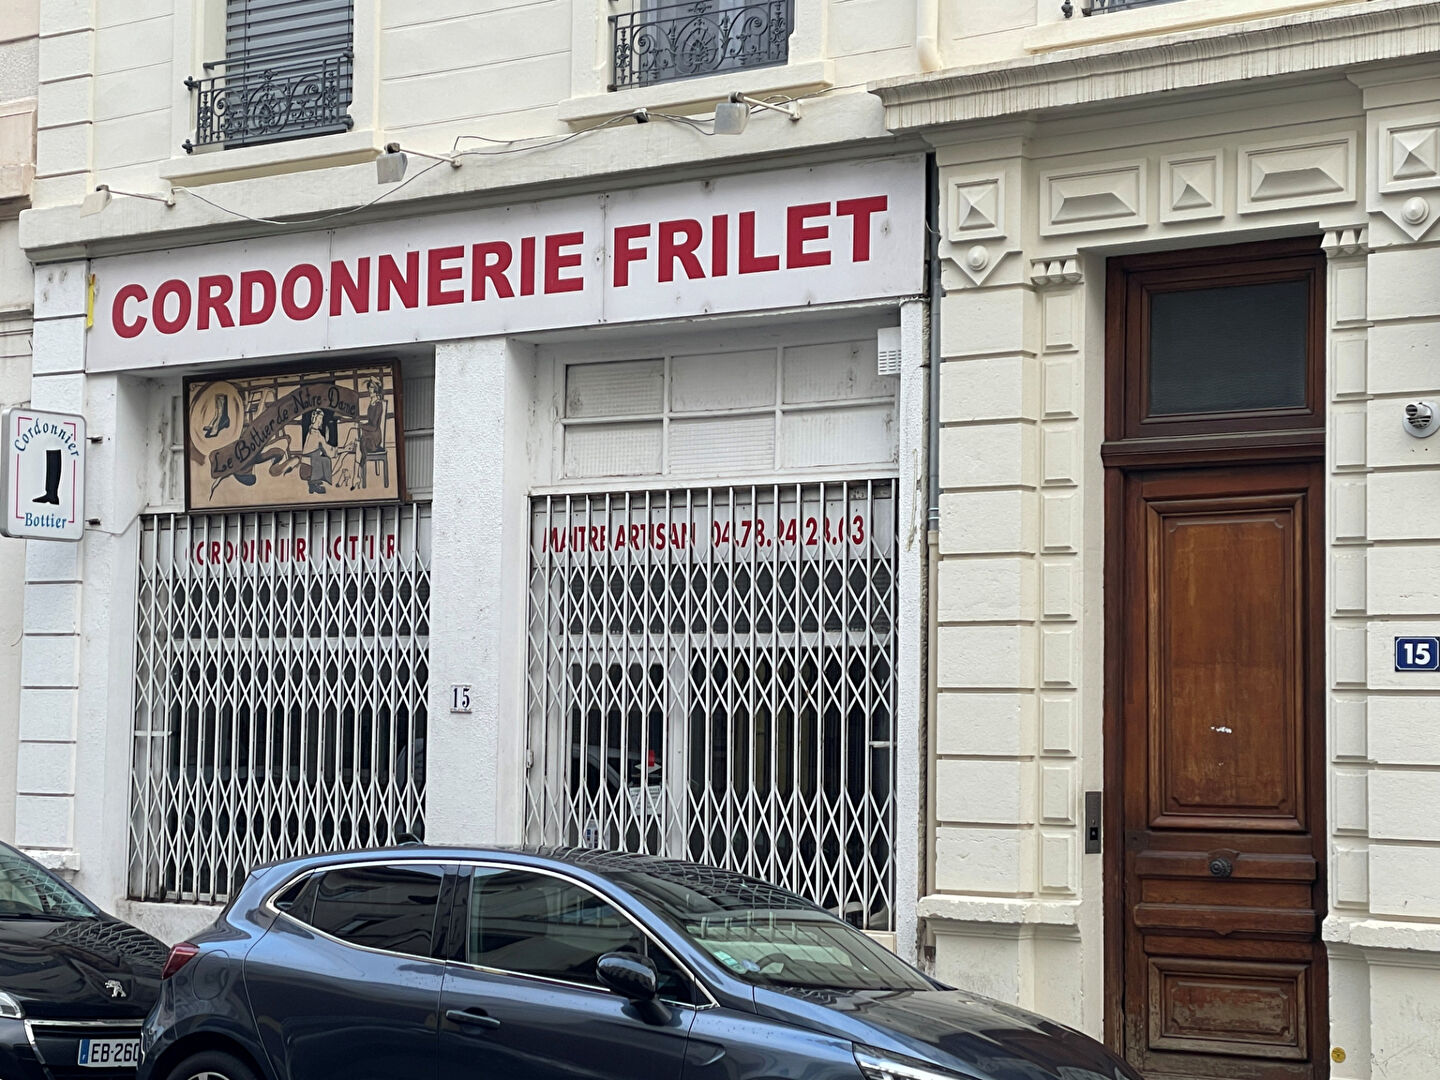 CORDONNERIE FRILET
Le Bottier de Notre-Dame
Cordonnier
Bottier
CORDONNIER BOTTIER
MAITRE ARTISAN 04.78.24.28.03
15
15
EB-260